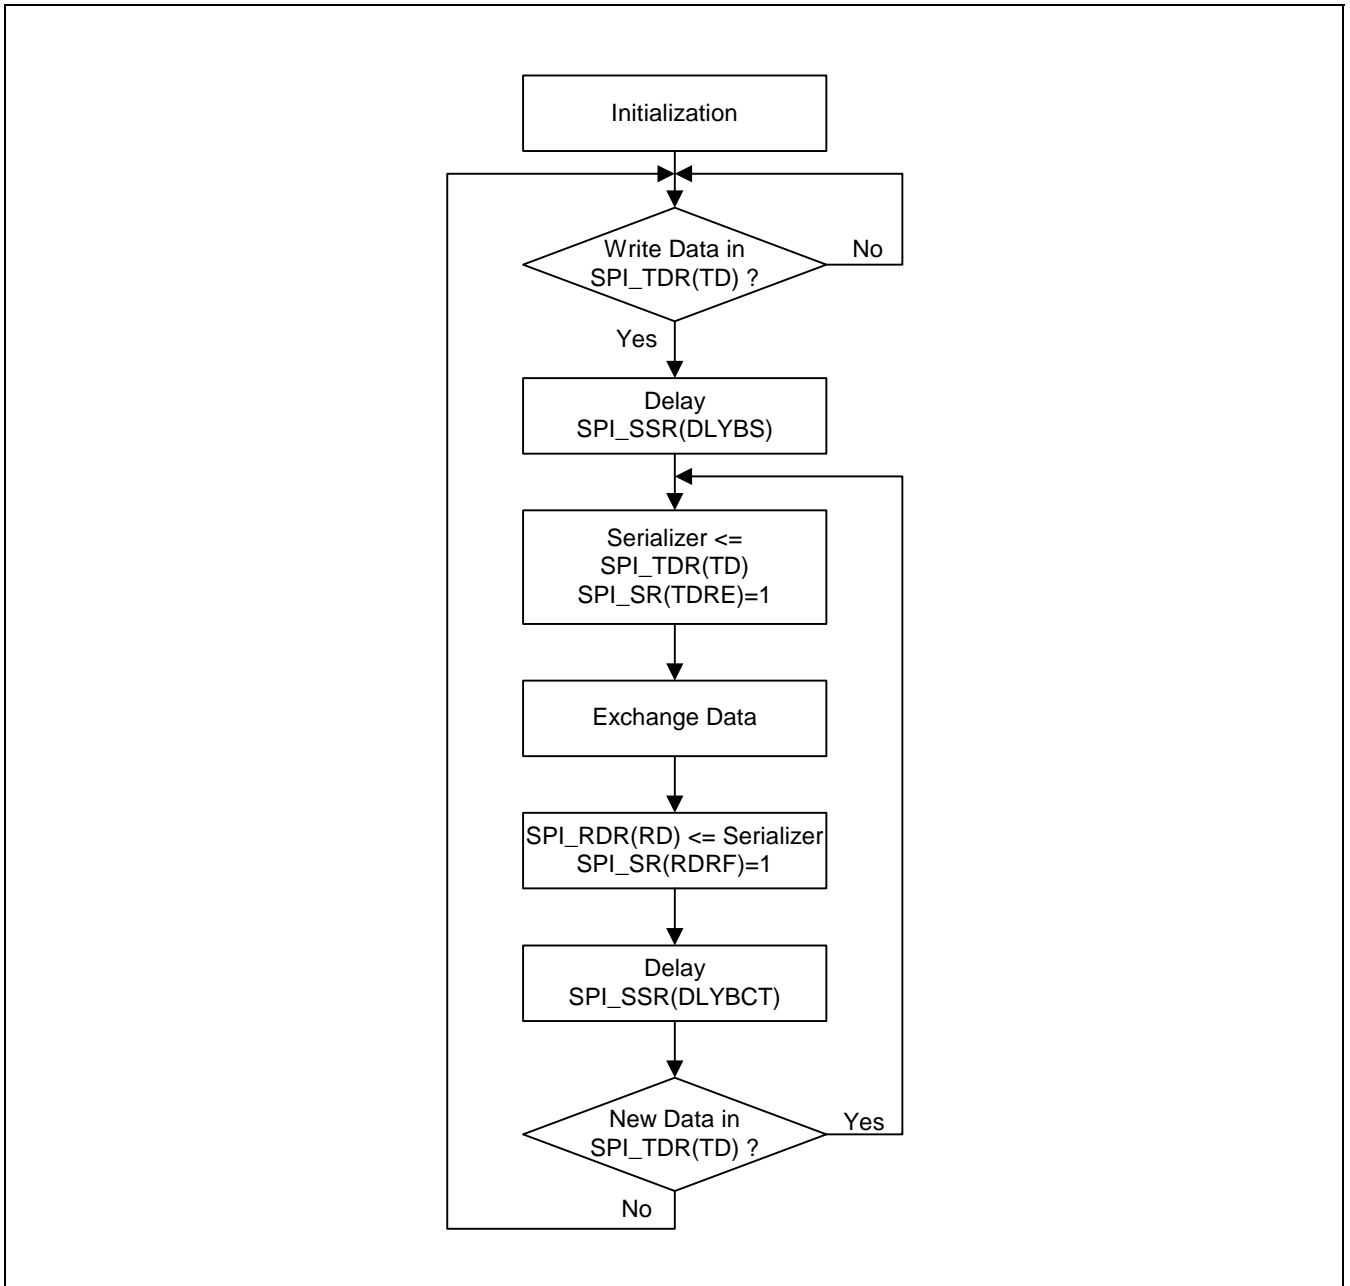 Initialization
Write Data in
SPI_TDR(TD) ?
No
Yes
Delay
SPI_SSR(DLYBS)
Serializer <=
SPI_TDR(TD)
SPI_SR(TDRE)=1
Exchange Data
SPI_RDR(RD) <= Serializer
SPI_SR(RDRF)=1
Delay
SPI_SSR(DLYBCT)
New Data in
SPI_TDR(TD) ?
Yes
No